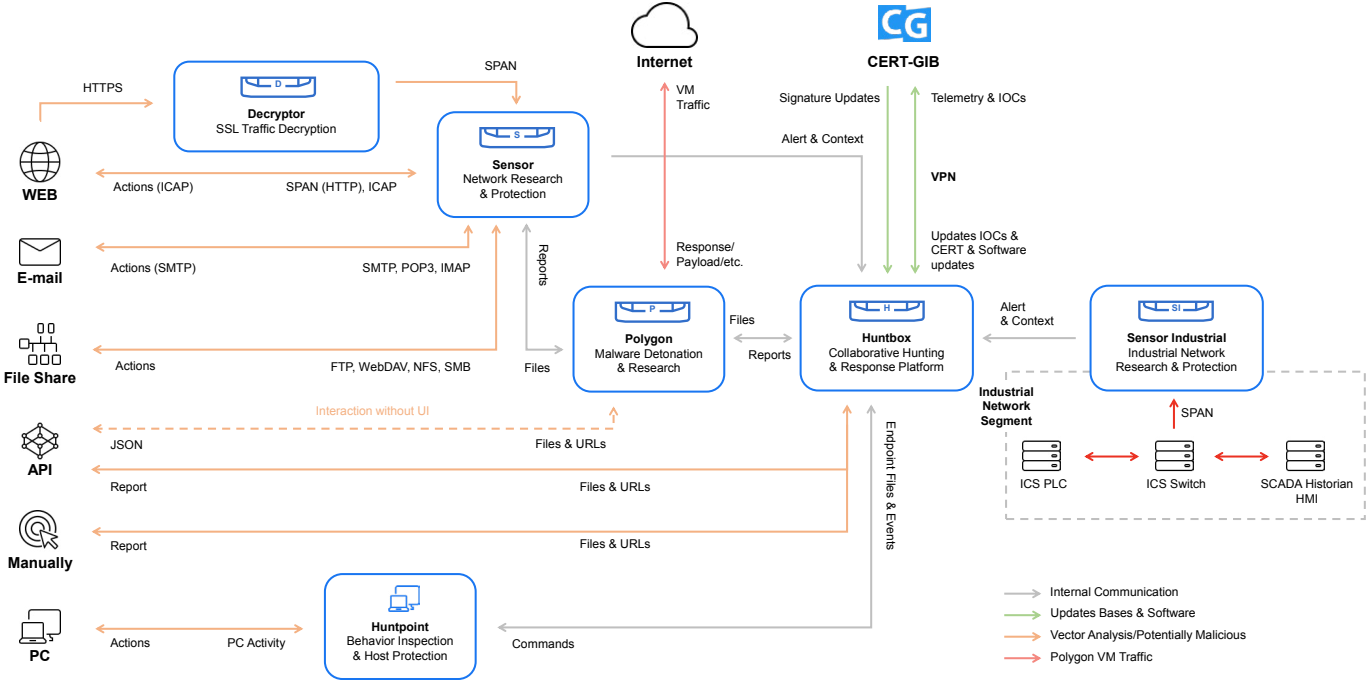 CG
Internet
CERT-GIB
SPAN
HTTPS
D
Decryptor
SSL Traffic Decryption
VM
Traffic
Signature Updates
Telemetry & IOCs
S
Sensor
Network Research
& Protection
Alert & Context
WEB
Actions (ICAP)
SPAN (HTTP), ICAP
VPN
E-mail
Actions (SMTP)
SMTP, POP3, IMAP
Reports
Response/
Payload/etc.
Updates IOCs &
CERT & Software
updates
P
Polygon
Malware Detonation
& Research
Files
Reports
H
Huntbox
Collaborative Hunting
& Response Platform
Alert
& Context
SI
Sensor Industrial
Industrial Network
Research & Protection
File Share
Actions
FTP, WebDAV, NFS, SMB
Files
Industrial
Network
Segment
SPAN
Interaction without UI
JSON
Files & URLs
API
Report
Files & URLs
Endpoint Files & Events
ICS PLC
ICS Switch
SCADA Historian
HMI
Manually
Report
Files & URLs
Huntpoint
Behavior Inspection
& Host Protection
PC
Actions
PC Activity
Commands
Internal Communication
Updates Bases & Software
Vector Analysis/Potentially Malicious
Polygon VM Traffic